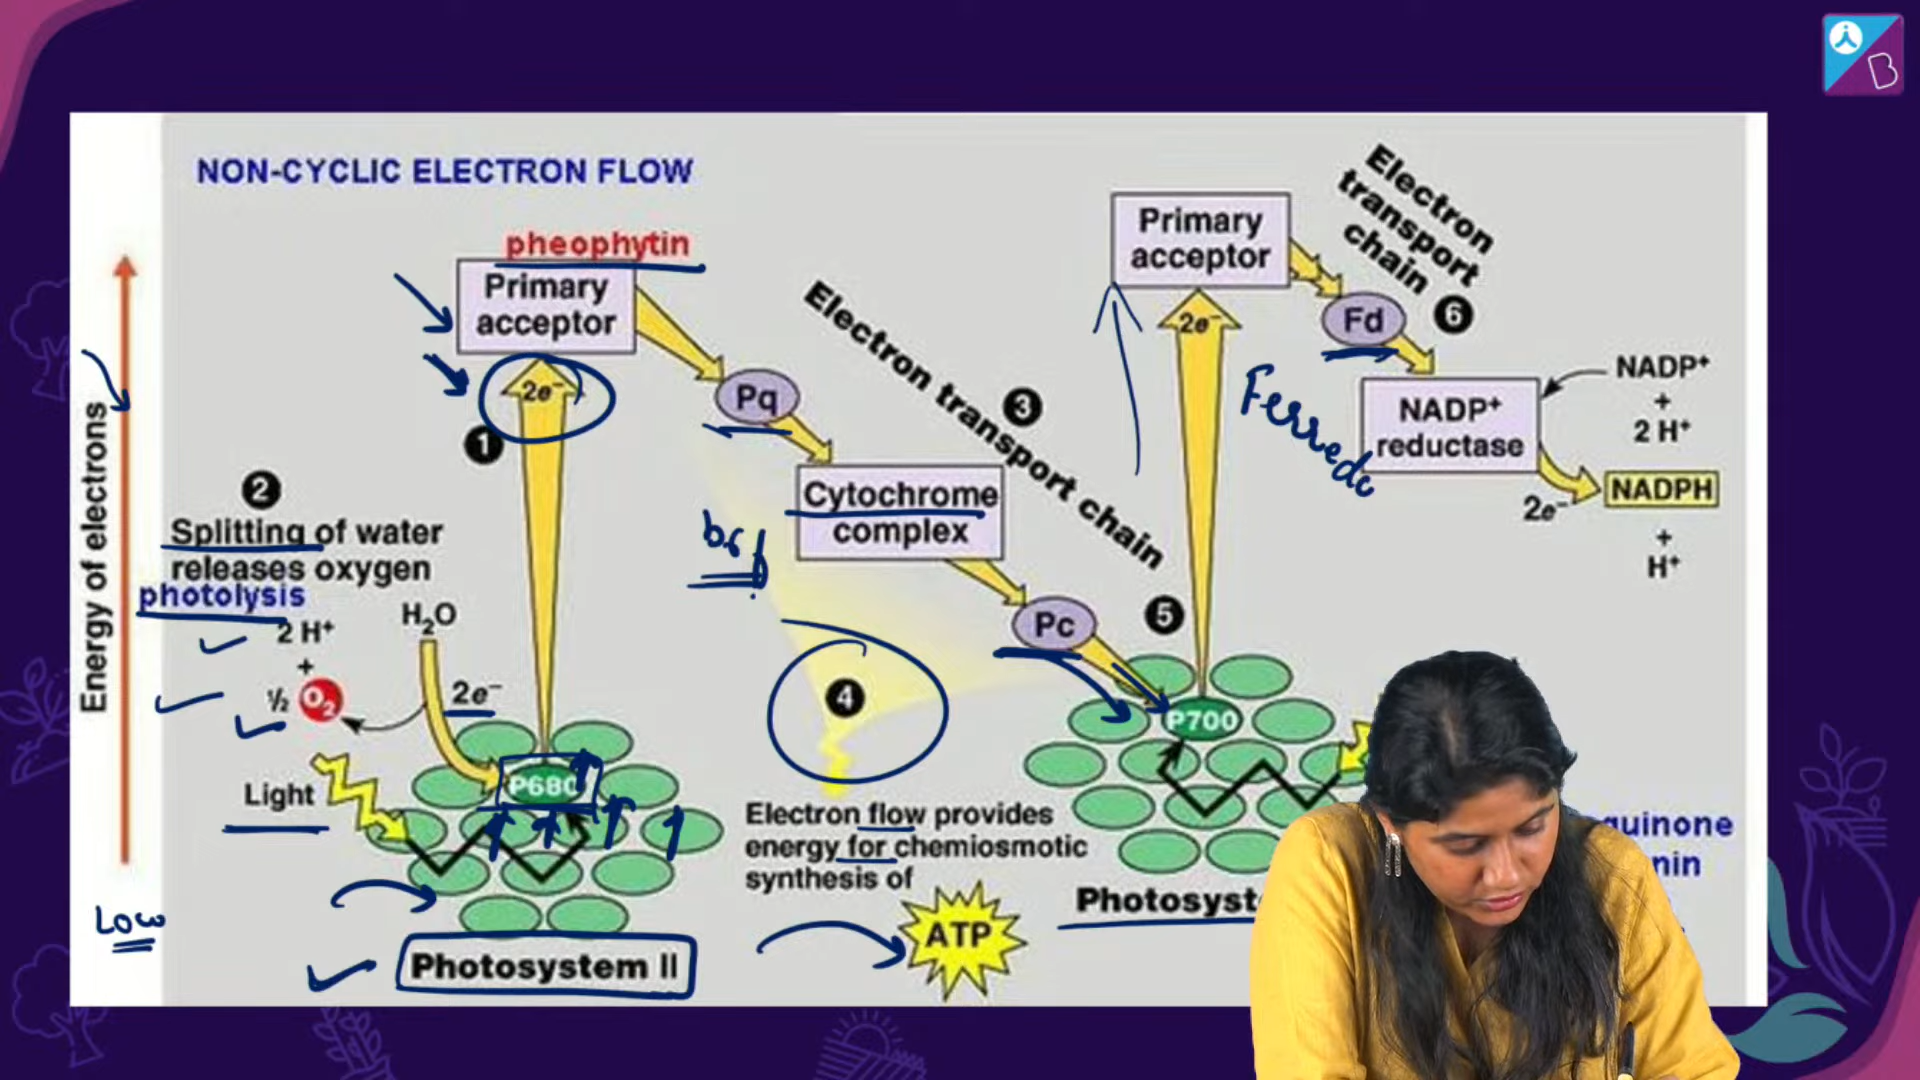 NON-CYCLIC ELECTRON FLOW
pheophytin
Primary
acceptor
2e⁻
1
Pq
Electron transport chain
3
Cytochrome
complex
b6f
Pc
5
Primary
acceptor
2e⁻
Electron
transport
chain
6
Fd
Ferredo
NADP⁺
reductase
NADP⁺
+
2 H⁺
2e⁻
NADPH
+
H⁺
Energy of electrons
Low
2
Splitting of water
releases oxygen
photolysis
2 H⁺
+
½ O₂
H₂O
2e⁻
Light
P680
Photosystem II
4
Electron flow provides
energy for chemiosmotic
synthesis of
ATP
P700
Photosyst
quinone
nin
B